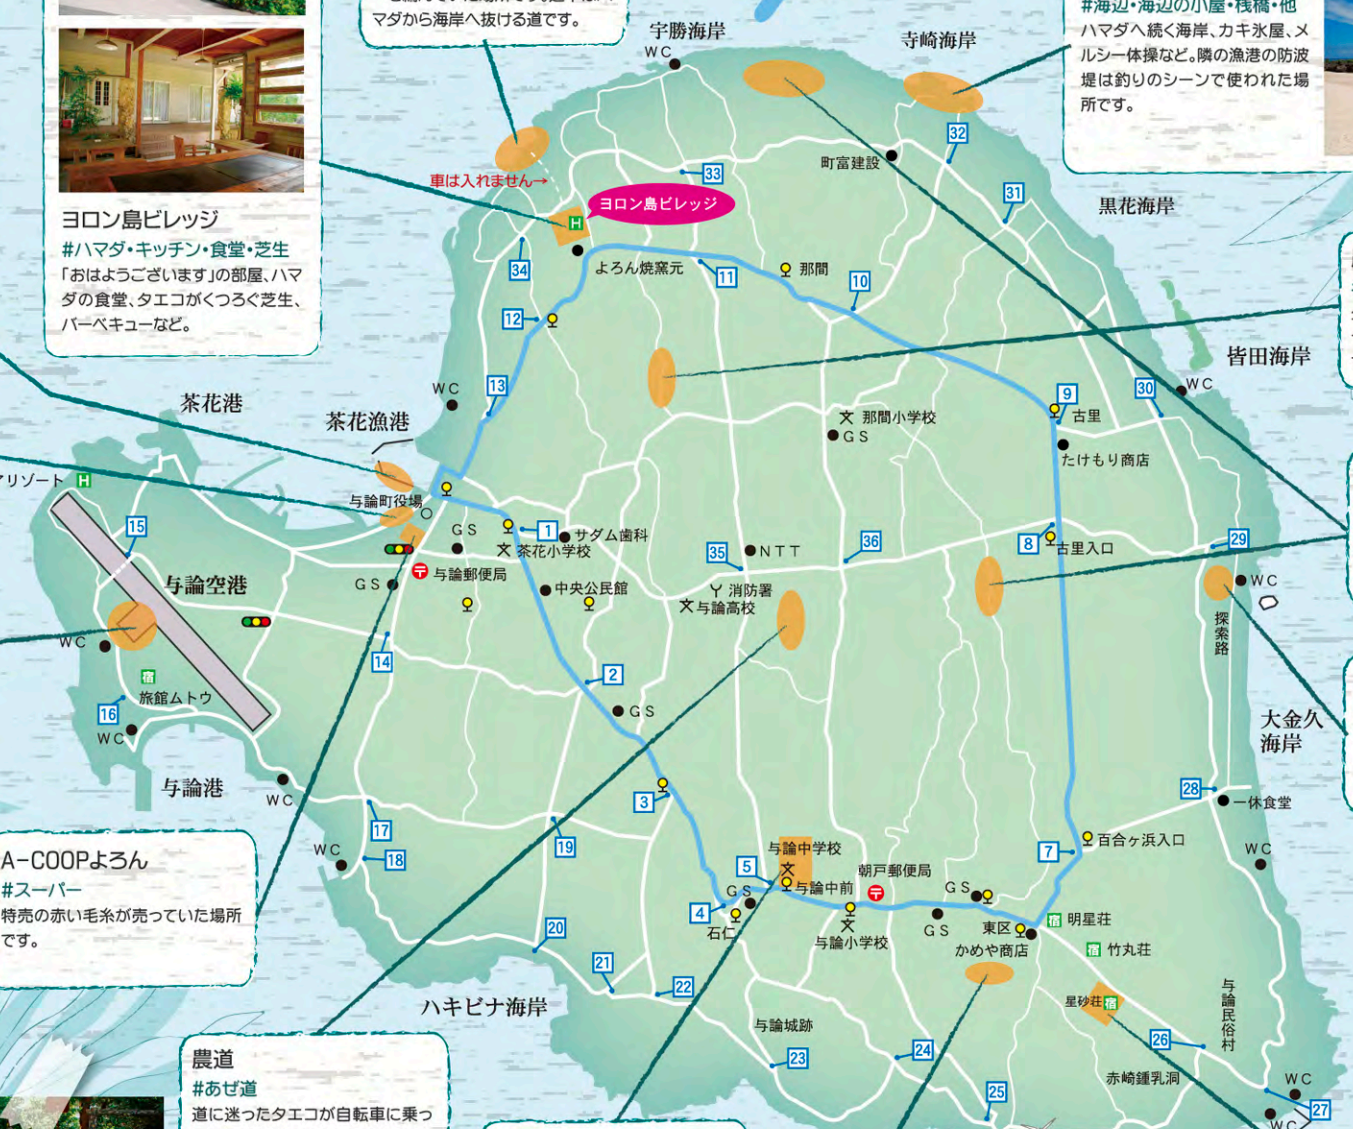 マダから海岸へ抜ける道です。
#海辺・海辺の小屋・桟橋・他
ハマダへ続く海岸、カキ氷屋、メ
ルシー体操など。隣の漁港の防波
堤は釣りのシーンで使われた場
所です。
宇勝海岸
WC
寺崎海岸
32
町富建設
33
31
黒花海岸
車は入れません→
ヨロン島ビレッジ
H
ヨロン島ビレッジ
#ハマダ・キッチン・食堂・芝生
「おはようございます」の部屋、ハマ
ダの食堂、タエコがくつろぐ芝生、
バーベキューなど。
34
よろん焼窯元
11
那間
10
12
皆田海岸
WC
30
13
WC
9
古里
茶花港
茶花漁港
那間小学校
GS
たけもり商店
リゾート
H
与論町役場
15
GS
1
サダム歯科
茶花小学校
35
NTT
36
8
古里入口
29
与論空港
GS
与論郵便局
中央公民館
消防署
与論高校
WC
探索路
WC
14
2
旅館ムトウ
宿
16
WC
GS
大金久
海岸
与論港
WC
3
28
一休食堂
17
18
WC
19
与論中学校
5
与論中前
朝戸郵便局
7
百合ヶ浜入口
WC
A-COOPよろん
#スーパー
特売の赤い毛糸が売っていた場所
です。
GS
4
石仁
与論小学校
GS
GS
東区
かめや商店
宿
明星荘
宿
竹丸荘
20
21
22
ハキビナ海岸
星砂荘
宿
与論民俗村
与論城跡
23
24
26
赤崎鍾乳洞
25
WC
27
WC
農道
#あぜ道
道に迷ったタエコが自転車に乗っ